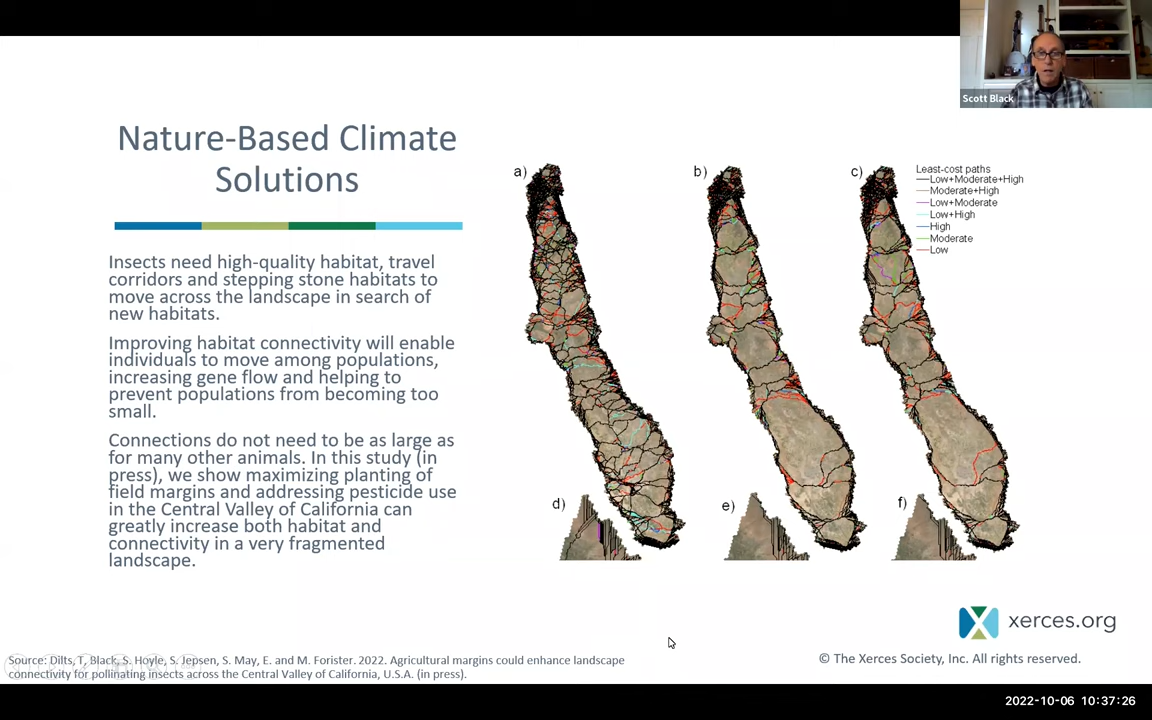 Scott Black
Nature-Based Climate
Solutions
Insects need high-quality habitat, travel
corridors and stepping stone habitats to
move across the landscape in search of
new habitats.
Improving habitat connectivity will enable
individuals to move among populations,
increasing gene flow and helping to
prevent populations from becoming too
small.
Connections do not need to be as large as
for many other animals. In this study (in
press), we show maximizing planting of
field margins and addressing pesticide use
in the Central Valley of California can
greatly increase both habitat and
connectivity in a very fragmented
landscape.
a)
b)
c)
Least-cost paths
Low+Moderate+High
Moderate+High
Low+Moderate
Low+High
High
Moderate
Low
d)
e)
f)
xerces.org
Source: Dilts, T, Black, S. Hoyle, S. Jepsen, S. May, E. and M. Forister. 2022. Agricultural margins could enhance landscape
connectivity for pollinating insects across the Central Valley of California, U.S.A. (in press).
© The Xerces Society, Inc. All rights reserved.
2022-10-06 10:37:26